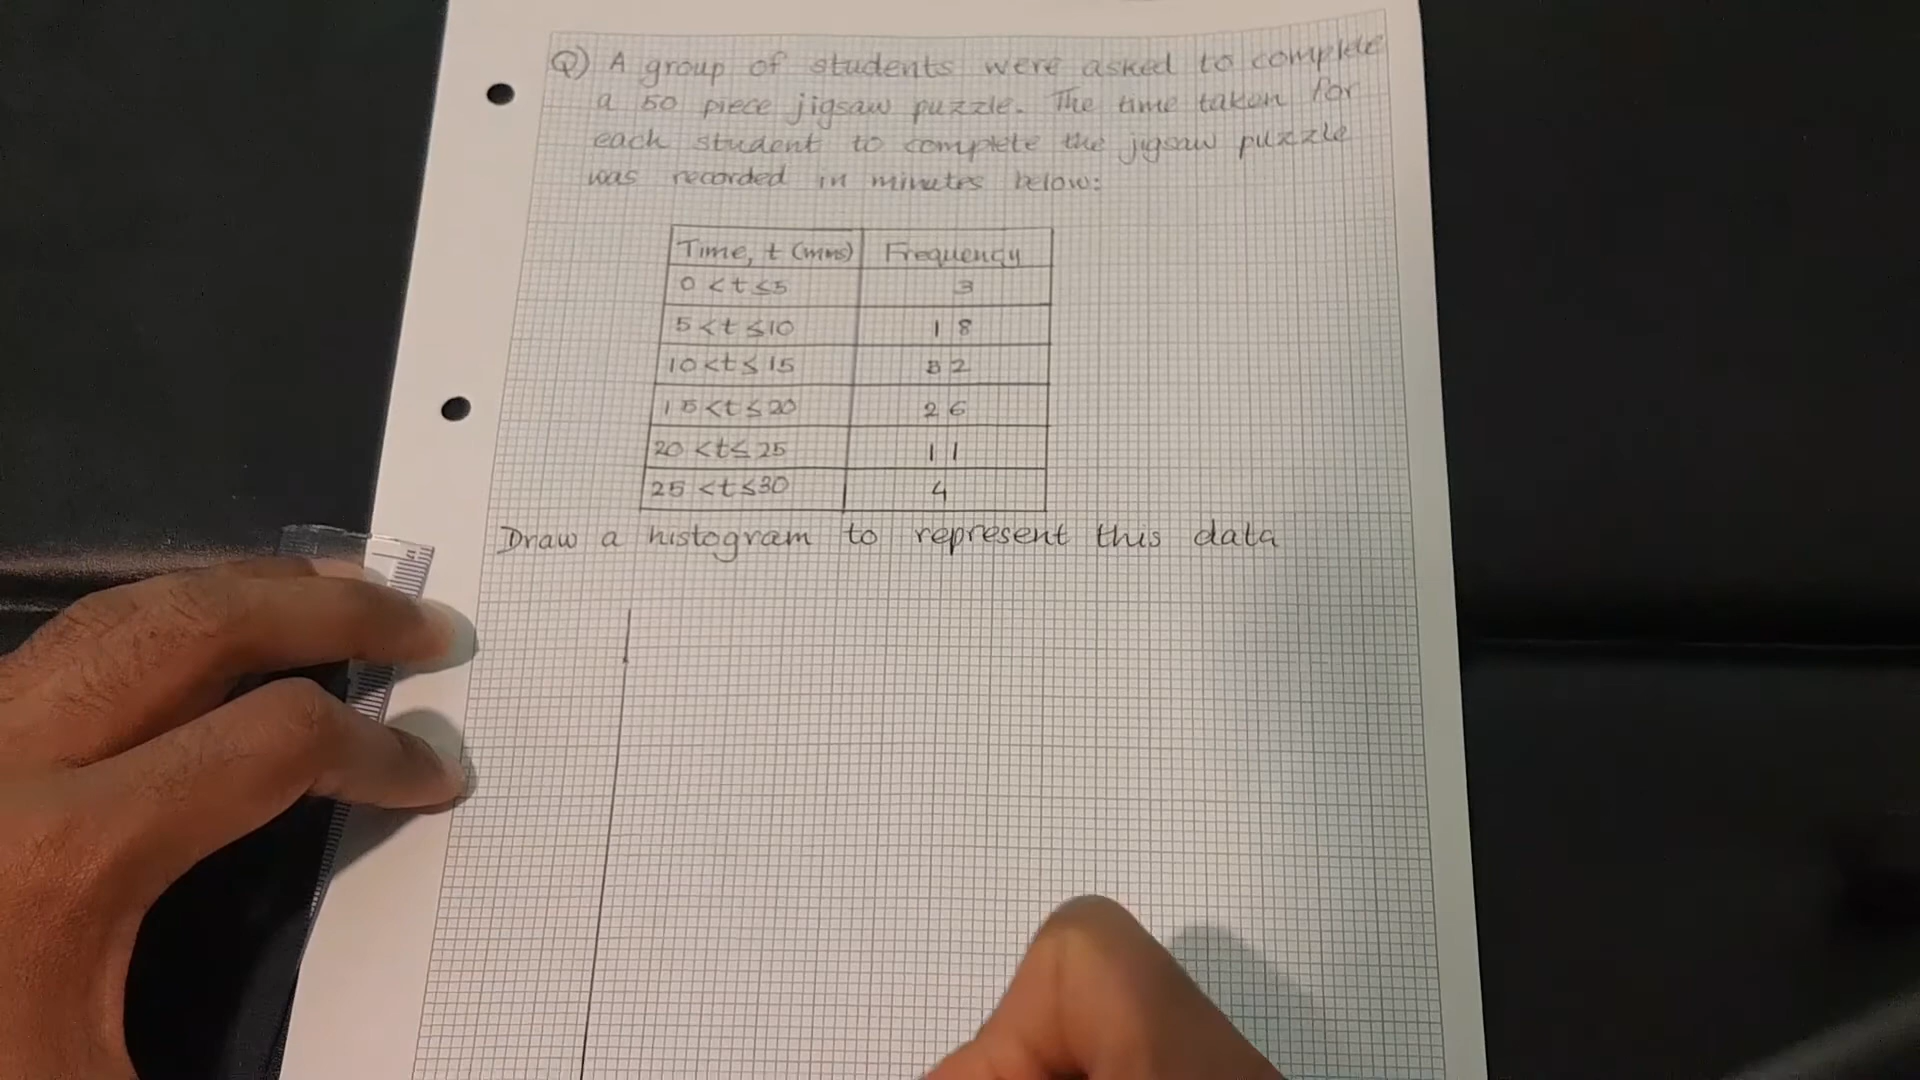 Q) A group of students were asked to complete
a 50 piece jigsaw puzzle. The time taken for
each student to complete the jigsaw puzzle
was recorded in minutes below:
Time, t (mns) Frequency
0 < t ≤ 5 3
5 < t ≤ 10 18
10 < t ≤ 15 32
15 < t ≤ 20 26
20 < t ≤ 25 11
25 < t ≤ 30 4
Draw a histogram to represent this data